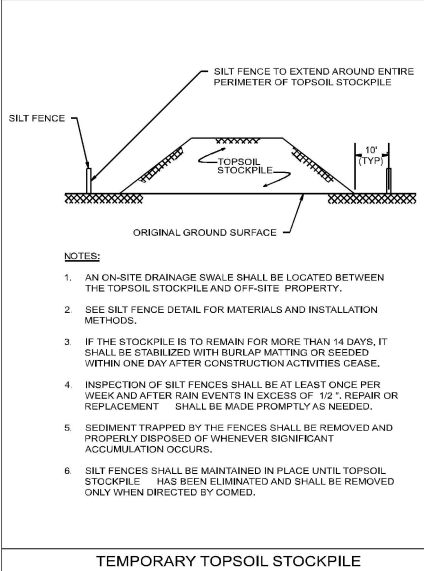 SILT FENCE TO EXTEND AROUND ENTIRE
PERIMETER OF TOPSOIL STOCKPILE
SILT FENCE
10'
(TYP)
TOPSOIL
STOCKPILE
ORIGINAL GROUND SURFACE
NOTES:
1. AN ON-SITE DRAINAGE SWALE SHALL BE LOCATED BETWEEN
THE TOPSOIL STOCKPILE AND OFF-SITE PROPERTY.
2. SEE SILT FENCE DETAIL FOR MATERIALS AND INSTALLATION
METHODS.
3. IF THE STOCKPILE IS TO REMAIN FOR MORE THAN 14 DAYS, IT
SHALL BE STABILIZED WITH BURLAP MATTING OR SEEDED
WITHIN ONE DAY AFTER CONSTRUCTION ACTIVITIES CEASE.
4. INSPECTION OF SILT FENCES SHALL BE AT LEAST ONCE PER
WEEK AND AFTER RAIN EVENTS IN EXCESS OF 1/2 ". REPAIR OR
REPLACEMENT SHALL BE MADE PROMPTLY AS NEEDED.
5. SEDIMENT TRAPPED BY THE FENCES SHALL BE REMOVED AND
PROPERLY DISPOSED OF WHENEVER SIGNIFICANT
ACCUMULATION OCCURS.
6. SILT FENCES SHALL BE MAINTAINED IN PLACE UNTIL TOPSOIL
STOCKPILE HAS BEEN ELIMINATED AND SHALL BE REMOVED
ONLY WHEN DIRECTED BY COMED.
TEMPORARY TOPSOIL STOCKPILE